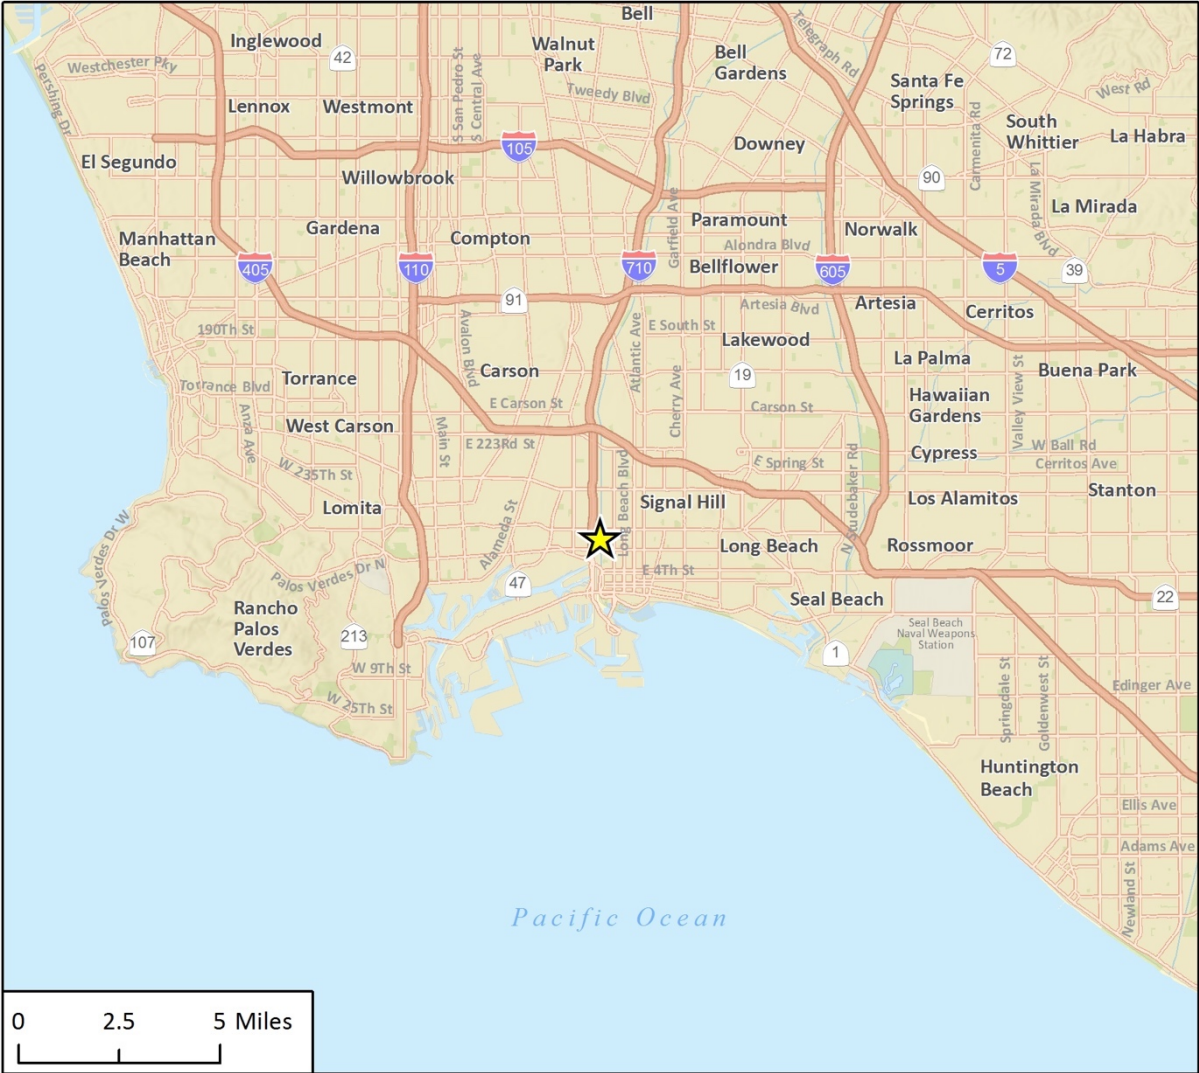 Bell
Inglewood
42
Walnut
Park
Telegraph Rd
72
Westchester Pky
Bell
Gardens
Pershing Dr
S San Pedro St
S Central Ave
Santa Fe
Springs
West Rd
Tweedy Blvd
Lennox
Westmont
South
Whittier
La Habra
105
Downey
Carmenita Rd
El Segundo
Willowbrook
90
La Mirada Blvd
Garfield Ave
La Mirada
Gardena
Paramount
Norwalk
Manhattan
Beach
Compton
Alondra Blvd
405
110
710
Bellflower
605
5
39
91
Artesia Blvd
Artesia
Cerritos
190Th St
Avalon Blvd
Atlantic Ave
E South St
Lakewood
La Palma
Torrance Blvd
Torrance
Carson
19
Valley View St
Buena Park
Anza Ave
E Carson St
Cherry Ave
Carson St
Hawaiian
Gardens
West Carson
Main St
E 223Rd St
W Ball Rd
Cypress
W 235Th St
E Spring St
Cerritos Ave
Long Beach Blvd
N Studebaker Rd
Stanton
Lomita
Signal Hill
Los Alamitos
Alameda St
Palos Verdes Dr W
Long Beach
Rossmoor
Palos Verdes Dr N
47
E 4Th St
22
Rancho
Palos
Verdes
Seal Beach
107
213
Seal Beach
Naval Weapons
Station
1
W 9Th St
W 25Th St
Springdale St
Goldenwest St
Edinger Ave
Huntington
Beach
Ellis Ave
Adams Ave
Newland St
Pacific Ocean
0 2.5 5 Miles